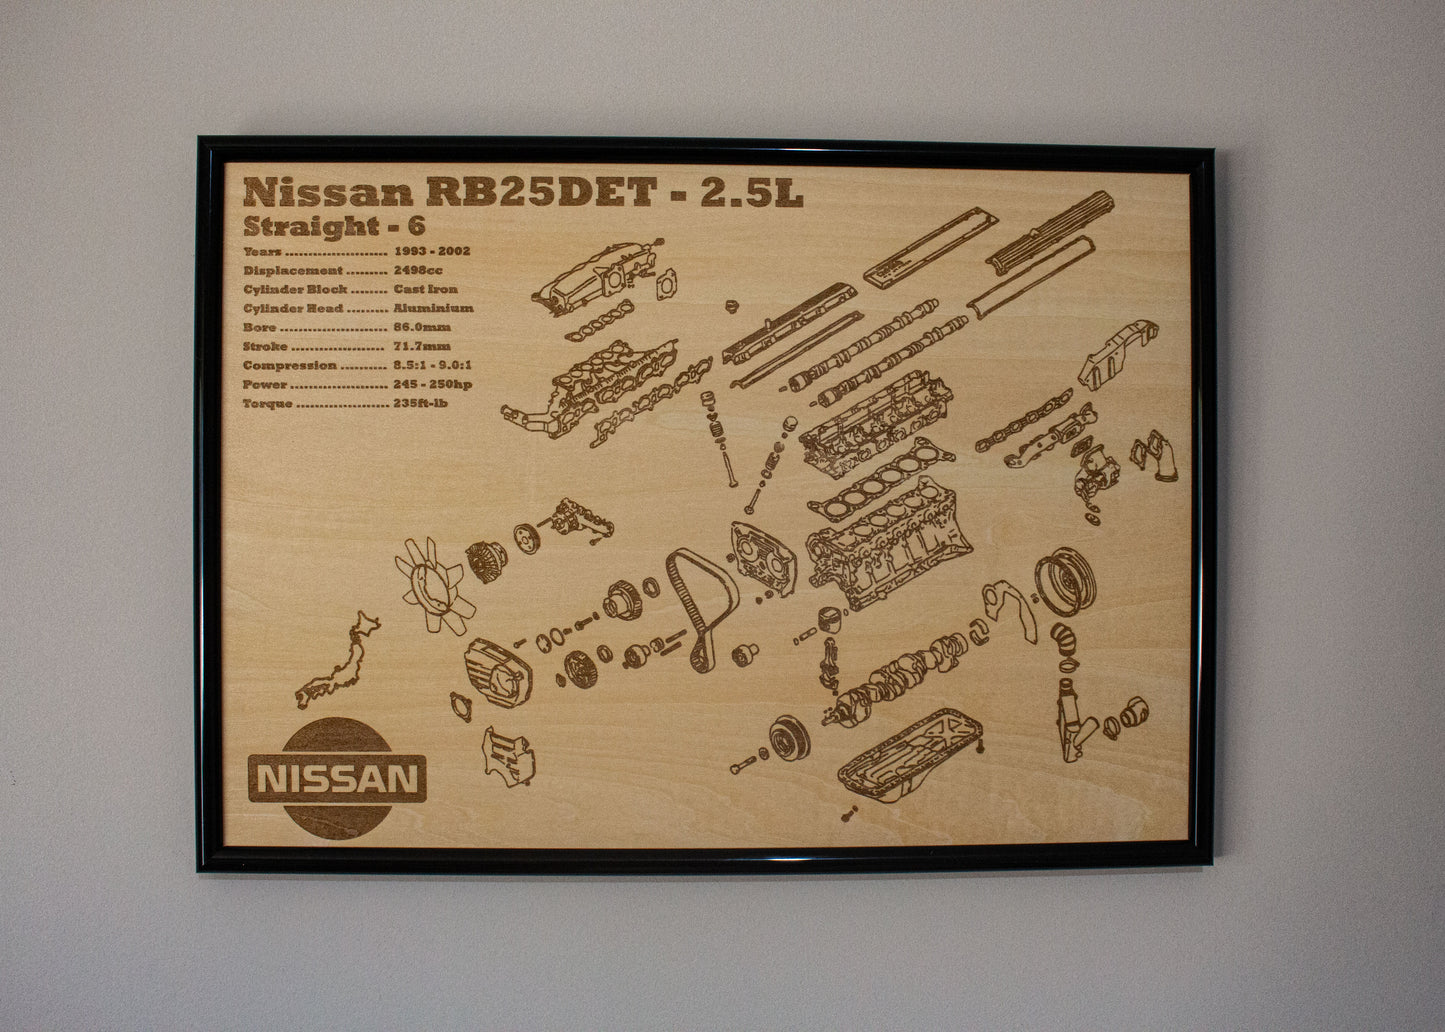 Nissan RB25DET - 2.5L
Straight - 6
Years ........................ 1993 - 2002
Displacement .......... 2498cc
Cylinder Block ........ Cast Iron
Cylinder Head .......... Aluminium
Bore ......................... 86.0mm
Stroke ...................... 71.7mm
Compression ........... 8.5:1 - 9.0:1
Power ....................... 245 - 250hp
Torque ...................... 235ft-lb
NISSAN